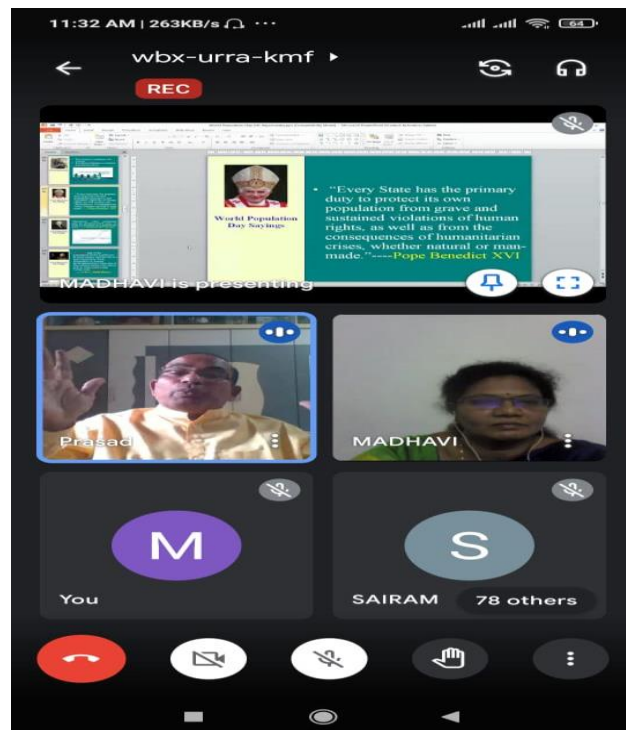 11:32 AM | 263KB/s ...
64
wbx-urra-kmf
REC
World Population
Day Sayings
• "Every State has the primary
duty to protect its own
population from grave and
sustained violations of human
rights, as well as from the
consequences of humanitarian
crises, whether natural or man-
made."----Pope Benedict XVI
MADHAVI is presenting
Prasad
MADHAVI
M
You
S
SAIRAM
78 others